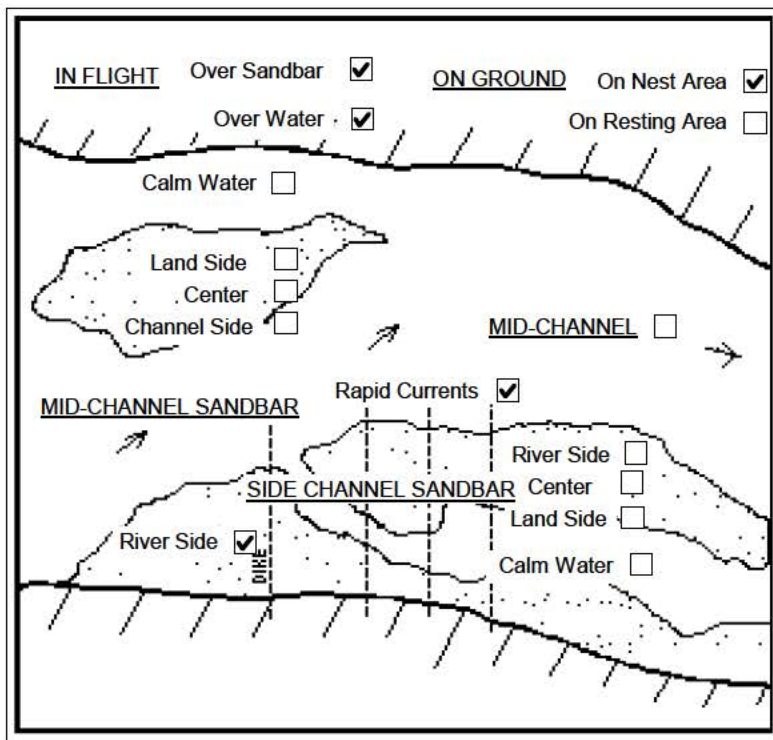 IN FLIGHT Over Sandbar ON GROUND On Nest Area
Over Water On Resting Area
Calm Water
Land Side
Center
Channel Side MID-CHANNEL
Rapid Currents
MID-CHANNEL SANDBAR
River Side
SIDE CHANNEL SANDBAR Center
Land Side
River Side
DIKE
Calm Water